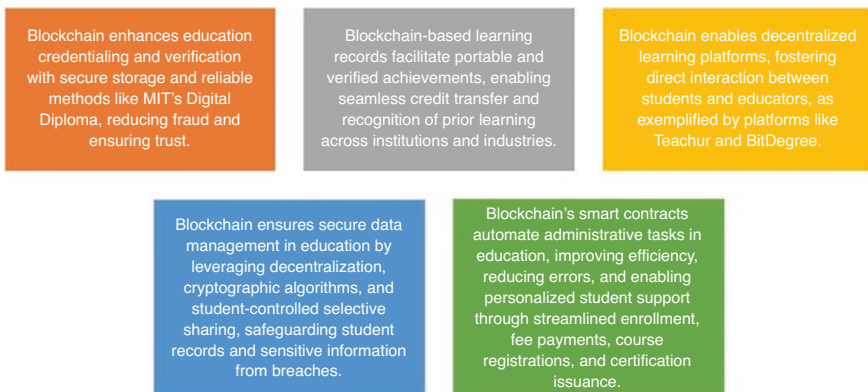 Blockchain enhances education
credentialing and verification
with secure storage and reliable
methods like MIT's Digital
Diploma, reducing fraud and
ensuring trust.
Blockchain-based learning
records facilitate portable and
verified achievements, enabling
seamless credit transfer and
recognition of prior learning
across institutions and industries.
Blockchain enables decentralized
learning platforms, fostering
direct interaction between
students and educators, as
exemplified by platforms like
Teachur and BitDegree.
Blockchain ensures secure data
management in education by
leveraging decentralization,
cryptographic algorithms, and
student-controlled selective
sharing, safeguarding student
records and sensitive information
from breaches.
Blockchain's smart contracts
automate administrative tasks in
education, improving efficiency,
reducing errors, and enabling
personalized student support
through streamlined enrollment,
fee payments, course
registrations, and certification
issuance.